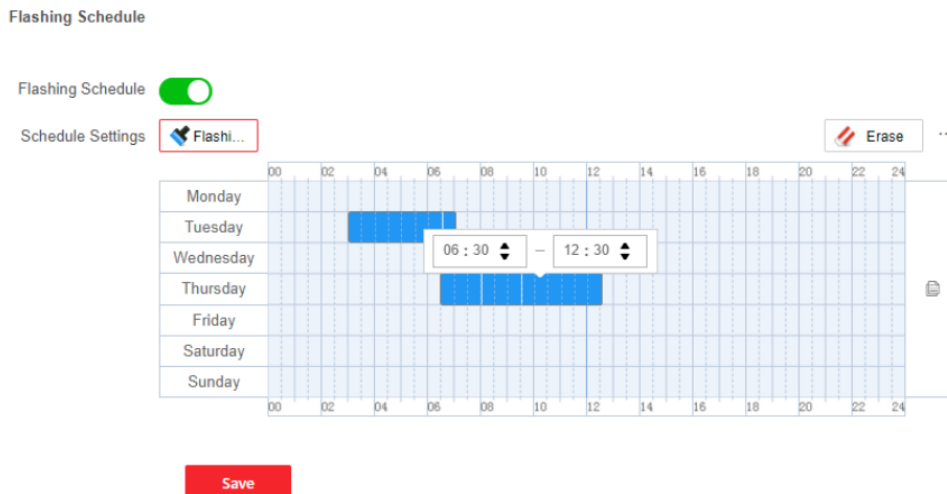 Flashing Schedule
Flashing Schedule
Schedule Settings Flashi... Erase ..
00 02 04 06 08 10 12 14 16 18 20 22 24
Monday
Tuesday
06 : 30 – 12 : 30
Wednesday
Thursday
Friday
Saturday
Sunday
00 02 04 06 08 10 12 14 16 18 20 22 24
Save